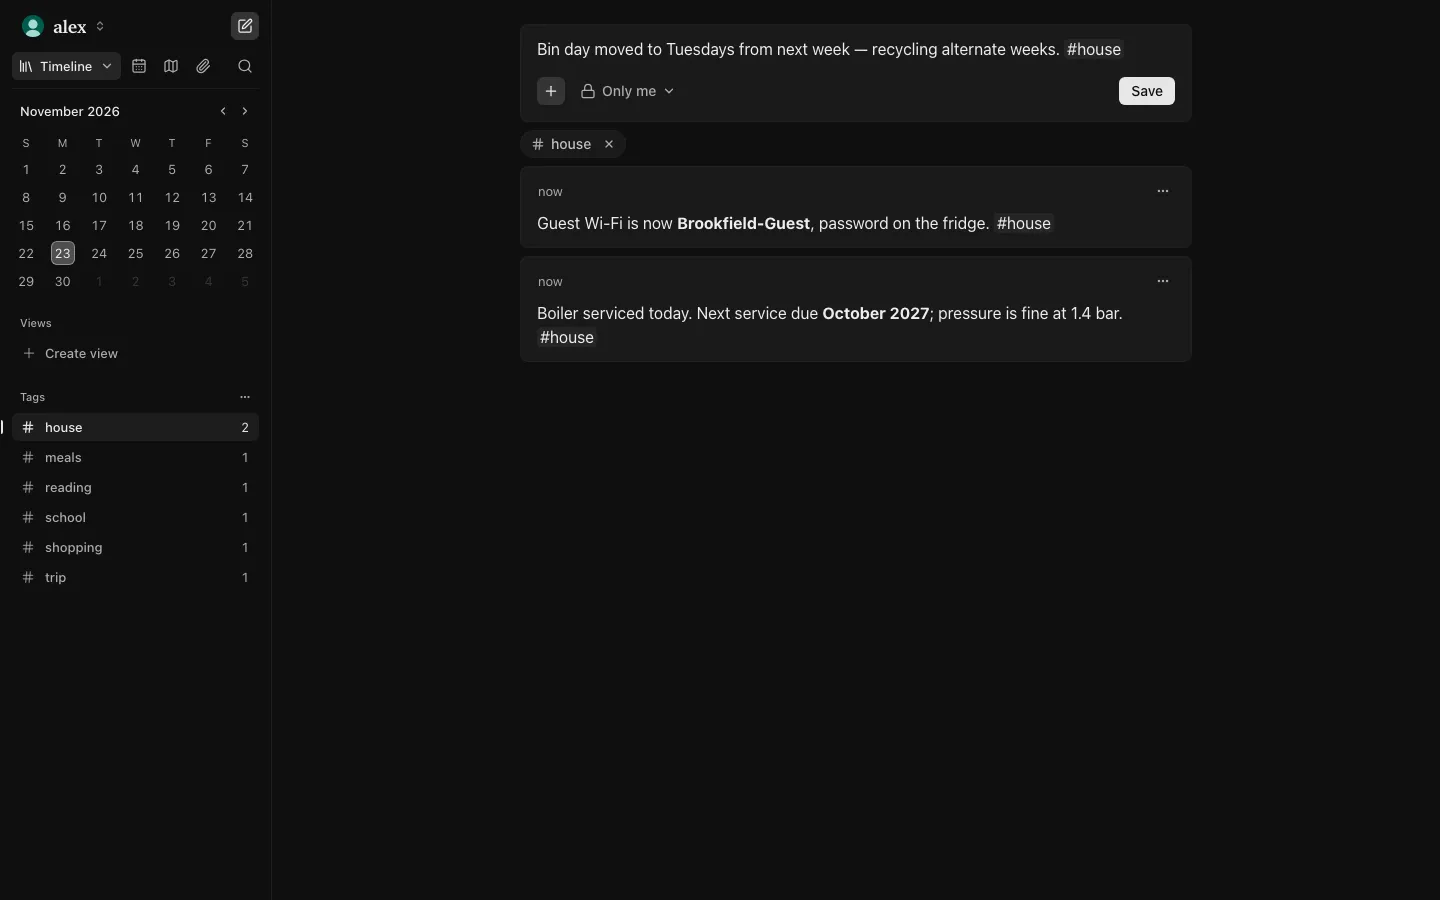 alex
Timeline
November 2026
S M T W T F S
1 2 3 4 5 6 7
8 9 10 11 12 13 14
15 16 17 18 19 20 21
22 23 24 25 26 27 28
29 30 1 2 3 4 5
Views
Create view
Tags
# house 2
# meals 1
# reading 1
# school 1
# shopping 1
# trip 1
Bin day moved to Tuesdays from next week — recycling alternate weeks. #house
Only me
Save
# house
now
Guest Wi-Fi is now Brookfield-Guest, password on the fridge. #house
now
Boiler serviced today. Next service due October 2027; pressure is fine at 1.4 bar.
#house